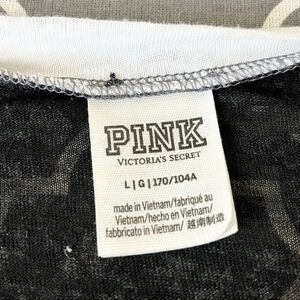 PINK
VICTORIA'S SECRET
L|G|170/104A
made in Vietnam/fabriqué au
Vietnam/hecho en Vietnam/
fabbricato in Vietnam/ 越南制造